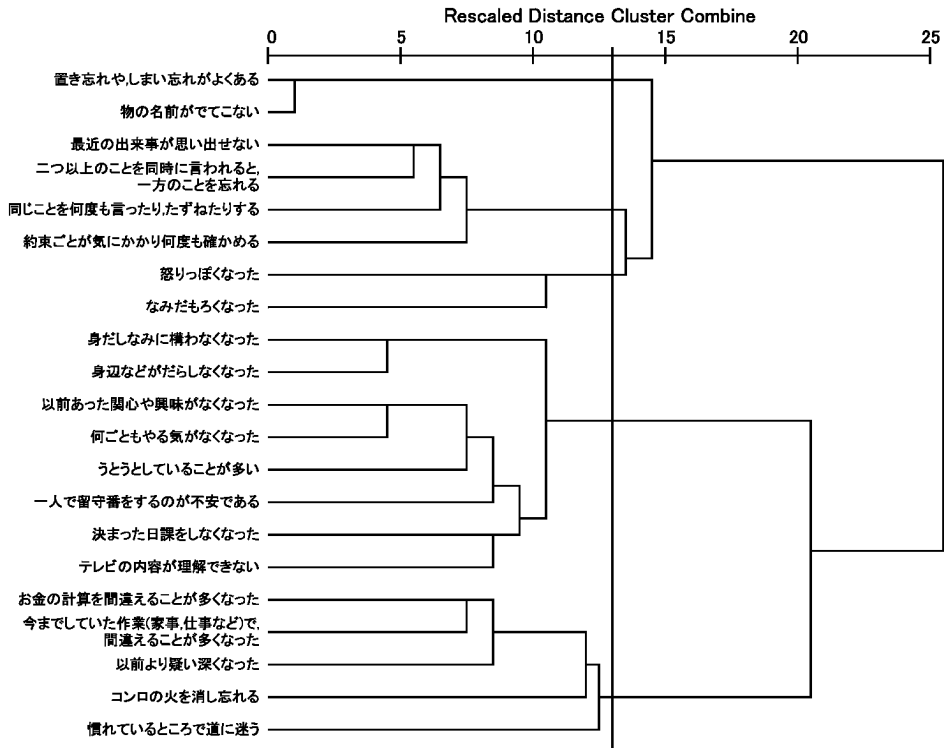 Rescaled Distance Cluster Combine
0 5 10 15 20 25
置き忘れや,しまい忘れがよくある
物の名前がでてこない
最近の出来事が思い出せない
二つ以上のことを同時に言われると,
一方のことを忘れる
同じことを何度も言ったり,たずねたりする
約束ごとが気にかかり何度も確かめる
怒りっぽくなった
なみだもろくなった
身だしなみに構わなくなった
身辺などがだらしなくなった
以前あった関心や興味がなくなった
何ごともやる気がなくなった
うとうとしていることが多い
一人で留守番をするのが不安である
決まった日課をしなくなった
テレビの内容が理解できない
お金の計算を間違えることが多くなった
今までしていた作業(家事,仕事など)で,
間違えることが多くなった
以前より疑い深くなった
コンロの火を消し忘れる
慣れているところで道に迷う